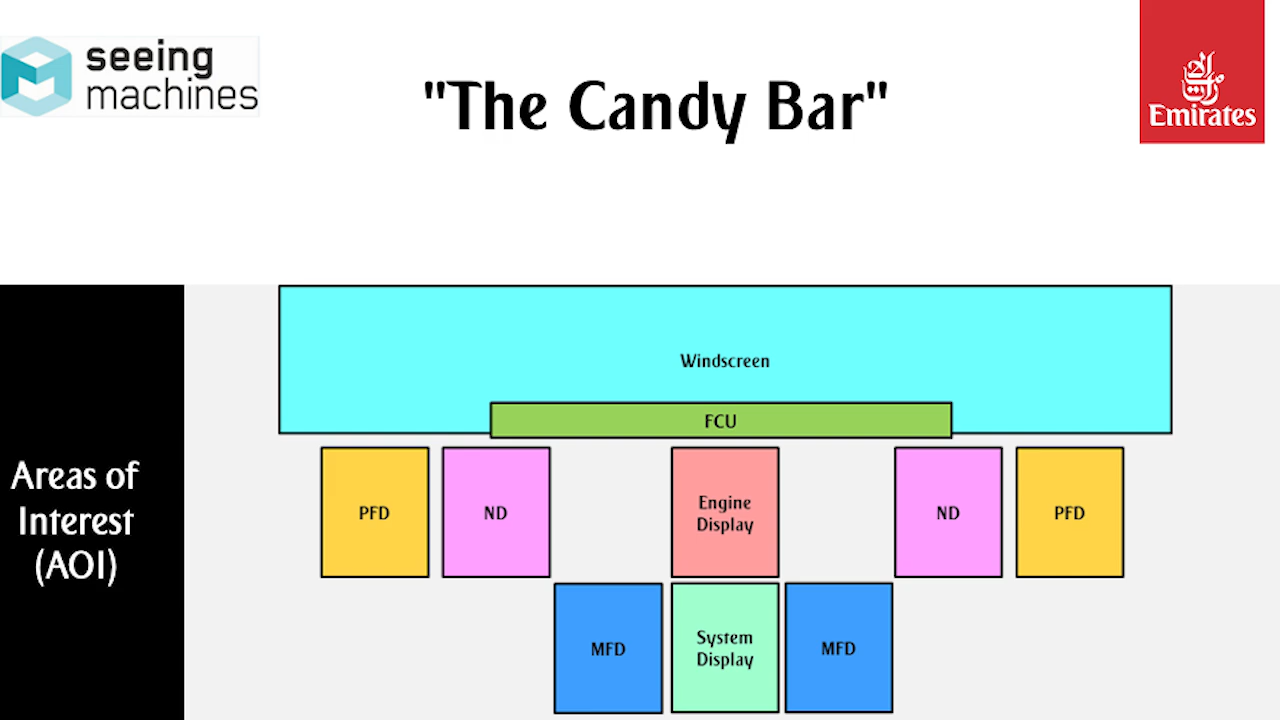 seeing
machines
"The Candy Bar"
الإمارات
Emirates
Windscreen
FCU
Areas of
Interest
(AOI)
PFD
ND
Engine
Display
ND
PFD
MFD
System
Display
MFD